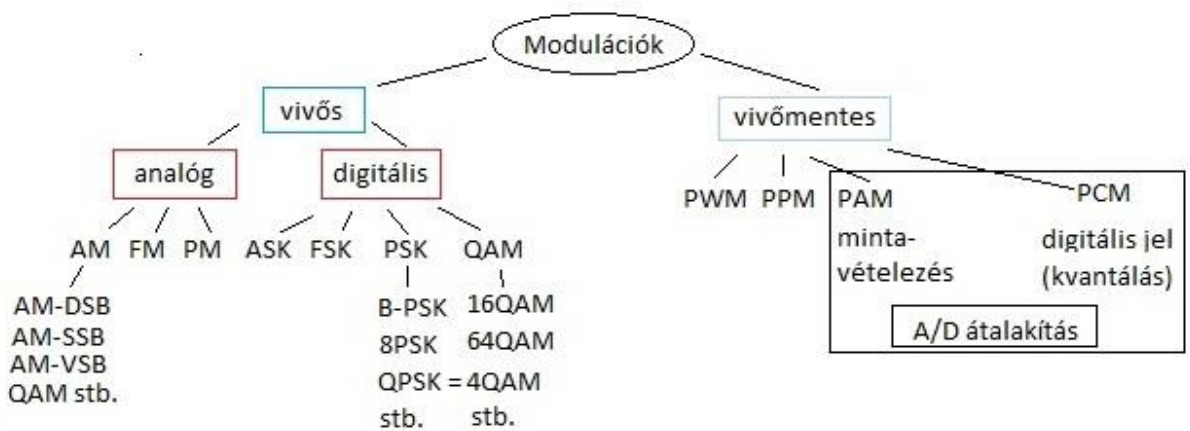 Modulációk
vivős
vivőmentes
analóg
digitális
PWM PPM PAM PCM
AM FM PM ASK FSK PSK QAM
minta-
vételezés
digitális jel
(kvantálás)
A/D átalakítás
AM-DSB
AM-SSB
AM-VSB
QAM stb.
B-PSK 16QAM
8PSK 64QAM
QPSK = 4QAM
stb. stb.